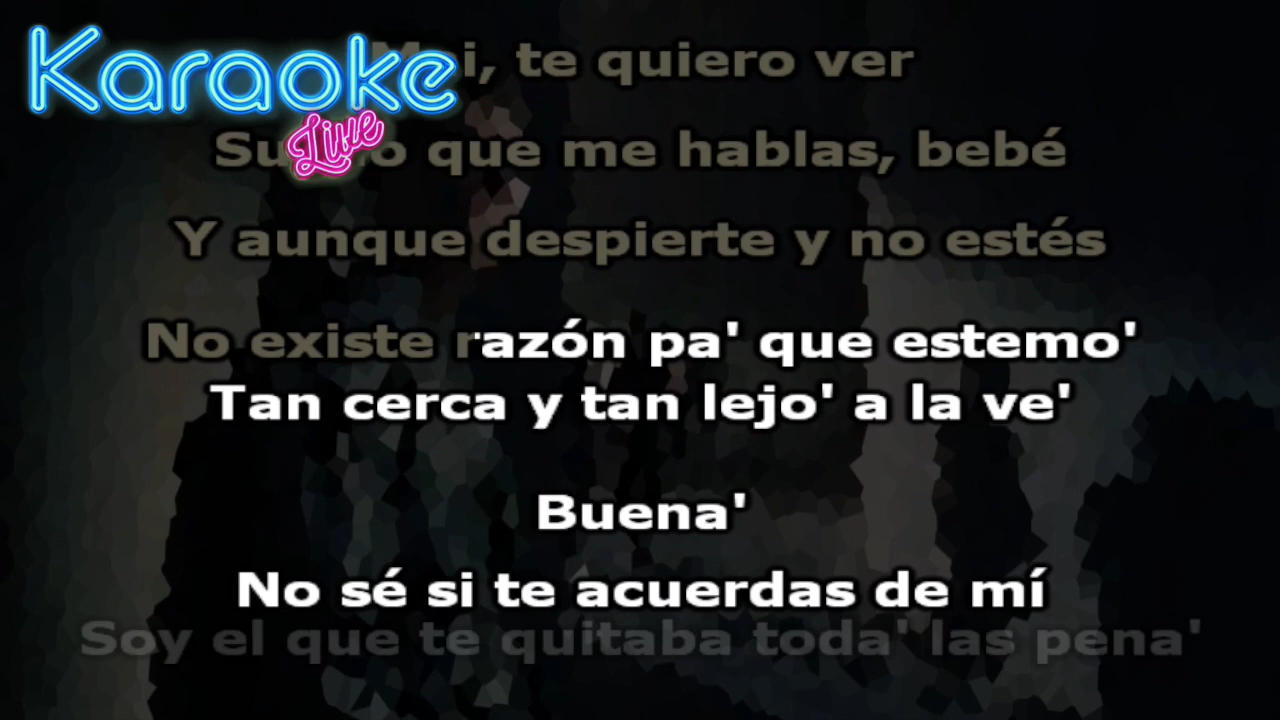 Karaoke
Live
te quiero ver
que me hablas, bebé
Y aunque despierte y no estés
No existe razón pa' que estemo'
Tan cerca y tan lejo' a la ve'
Buena'
No sé si te acuerdas de mí
Soy el que te quitaba toda' las pena'